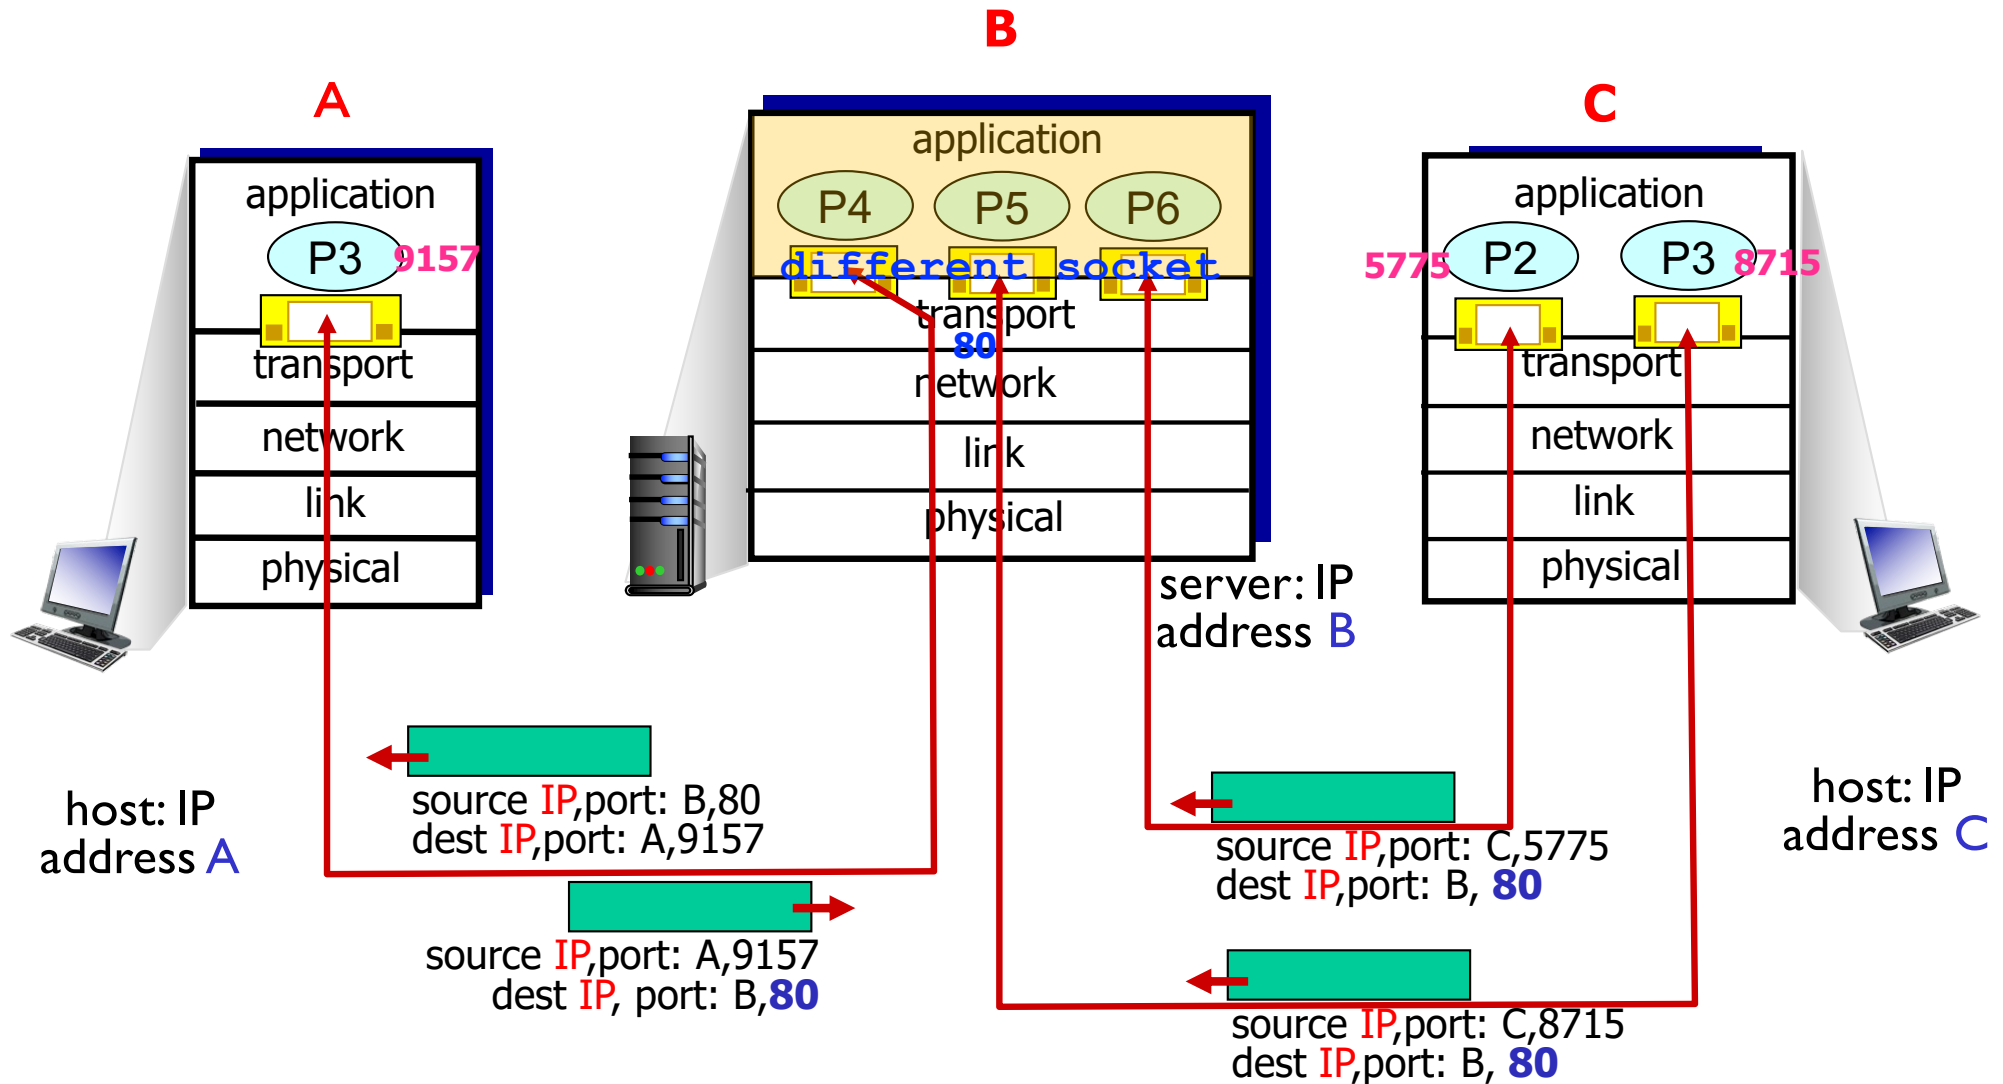 A
application
P3
9157
transport
network
link
physical
host: IP
address A
B
application
P4 P5 P6
different socket
transport
80
network
link
physical
server: IP
address B
C
application
5775 P2 P3 8715
transport
network
link
physical
host: IP
address C
source IP,port: B,80
dest IP,port: A,9157
source IP,port: A,9157
dest IP, port: B,80
source IP,port: C,5775
dest IP,port: B, 80
source IP,port: C,8715
dest IP,port: B, 80